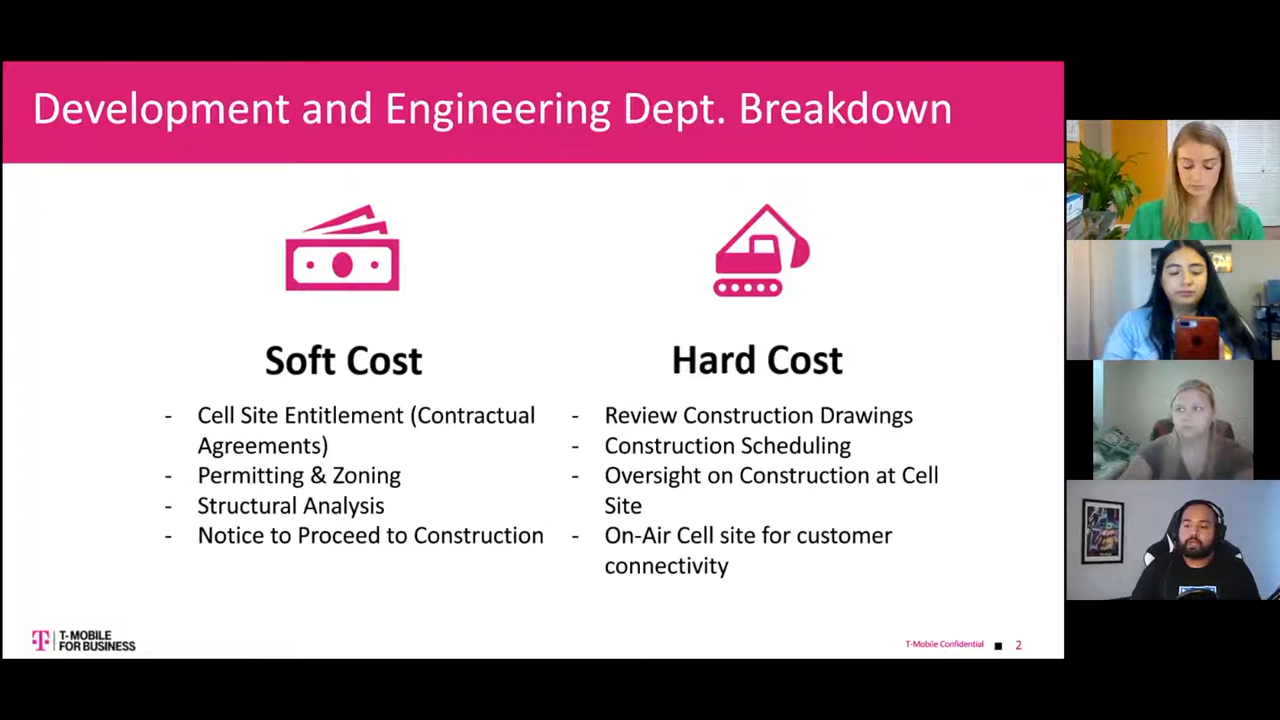 Development and Engineering Dept. Breakdown
Soft Cost
- Cell Site Entitlement (Contractual
Agreements)
- Permitting & Zoning
- Structural Analysis
- Notice to Proceed to Construction
Hard Cost
- Review Construction Drawings
- Construction Scheduling
- Oversight on Construction at Cell
Site
- On-Air Cell site for customer
connectivity
T-MOBILE
FOR BUSINESS
T-Mobile Confidential ■ 2